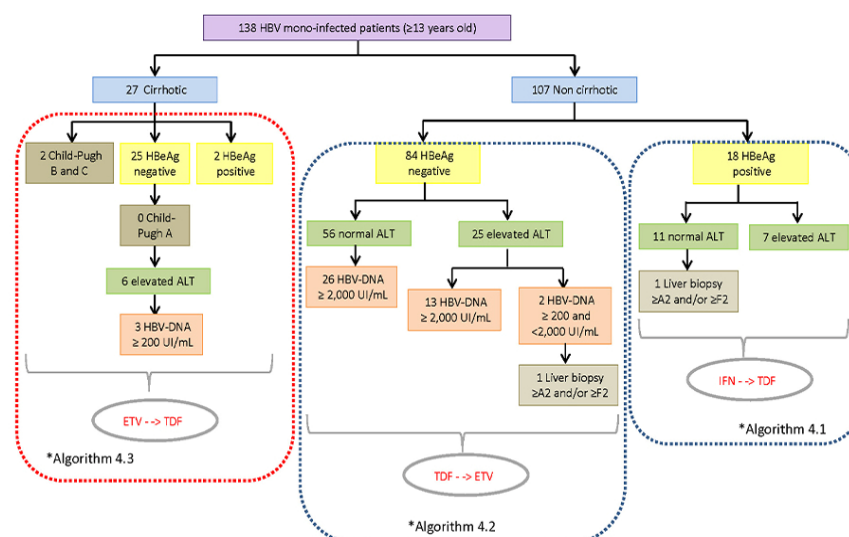 138 HBV mono-infected patients (≥13 years old)
27 Cirrhotic
107 Non cirrhotic
2 Child-Pugh
B and C
25 HBeAg
negative
2 HBeAg
positive
84 HBeAg
negative
18 HBeAg
positive
0 Child-
Pugh A
56 normal ALT
25 elevated ALT
11 normal ALT
7 elevated ALT
6 elevated ALT
26 HBV-DNA
≥ 2,000 UI/mL
13 HBV-DNA
≥ 2,000 UI/mL
2 HBV-DNA
≥ 200 and
<2,000 UI/mL
1 Liver biopsy
≥A2 and/or ≥F2
3 HBV-DNA
≥ 200 UI/mL
1 Liver biopsy
≥A2 and/or ≥F2
IFN --> TDF
ETV --> TDF
*Algorithm 4.1
*Algorithm 4.3
TDF --> ETV
*Algorithm 4.2